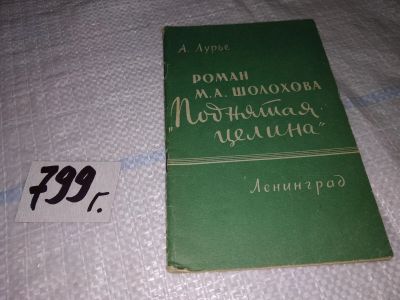 А. Лурье
РОМАН
М.А. ШОЛОХОВА
"Поднятая
целина"
Ленинград
799г.